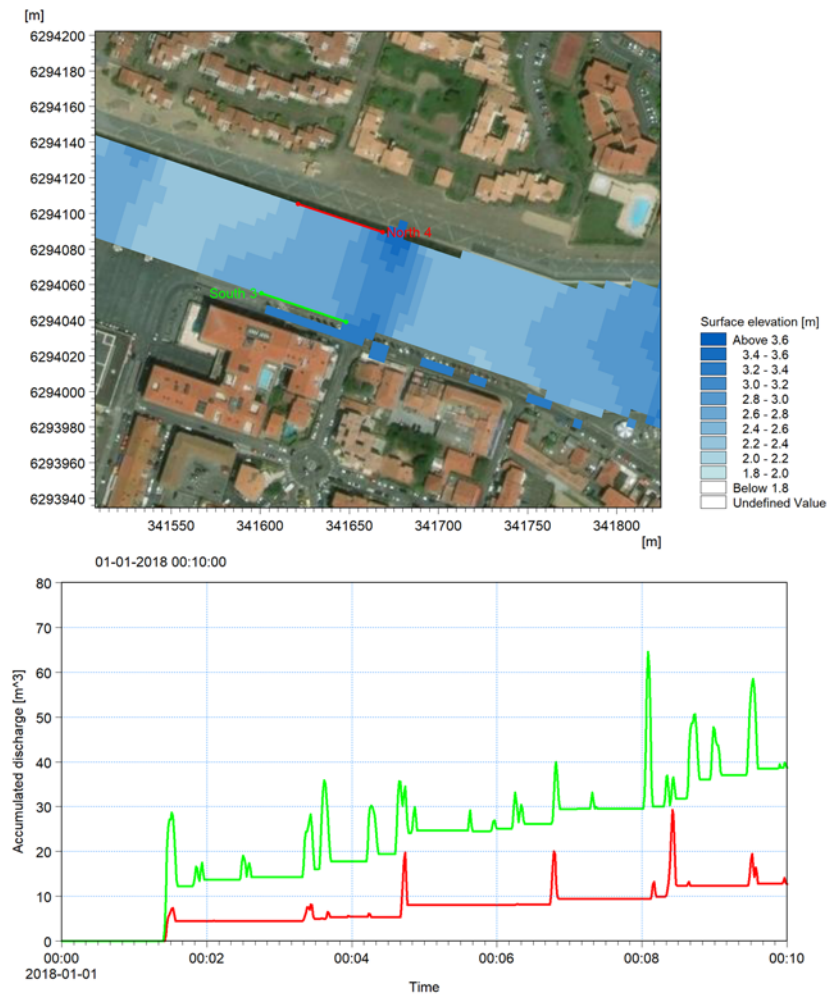 [m]
6294200
6294180
6294160
6294140
6294120
6294100
6294080
6294060
6294040
6294020
6294000
6293980
6293960
6293940
North 4
South 3
341550 341600 341650 341700 341750 341800
[m]
Surface elevation [m]
Above 3.6
3.4 - 3.6
3.2 - 3.4
3.0 - 3.2
2.8 - 3.0
2.6 - 2.8
2.4 - 2.6
2.2 - 2.4
2.0 - 2.2
1.8 - 2.0
Below 1.8
Undefined Value
01-01-2018 00:10:00
Accumulated discharge [m^3]
80
70
60
50
40
30
20
10
0
00:00 00:02 00:04 00:06 00:08 00:10
2018-01-01
Time